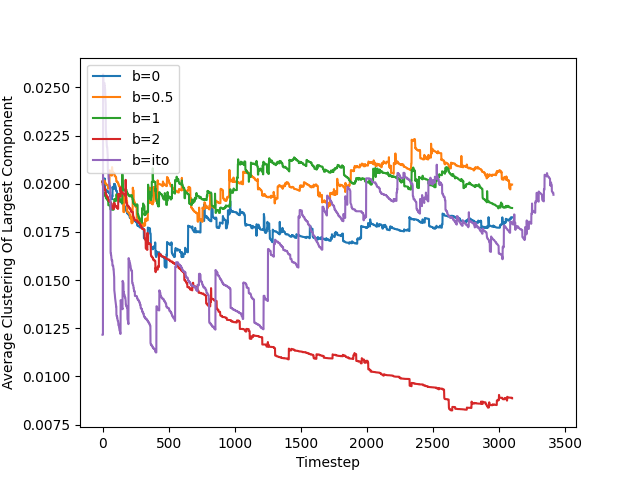 b=0
b=0.5
b=1
b=2
b=ito
0.0250
0.0225
0.0200
0.0175
0.0150
0.0125
0.0100
0.0075
Average Clustering Of Largest Component
0 500 1000 1500 2000 2500 3000 3500
Timestep